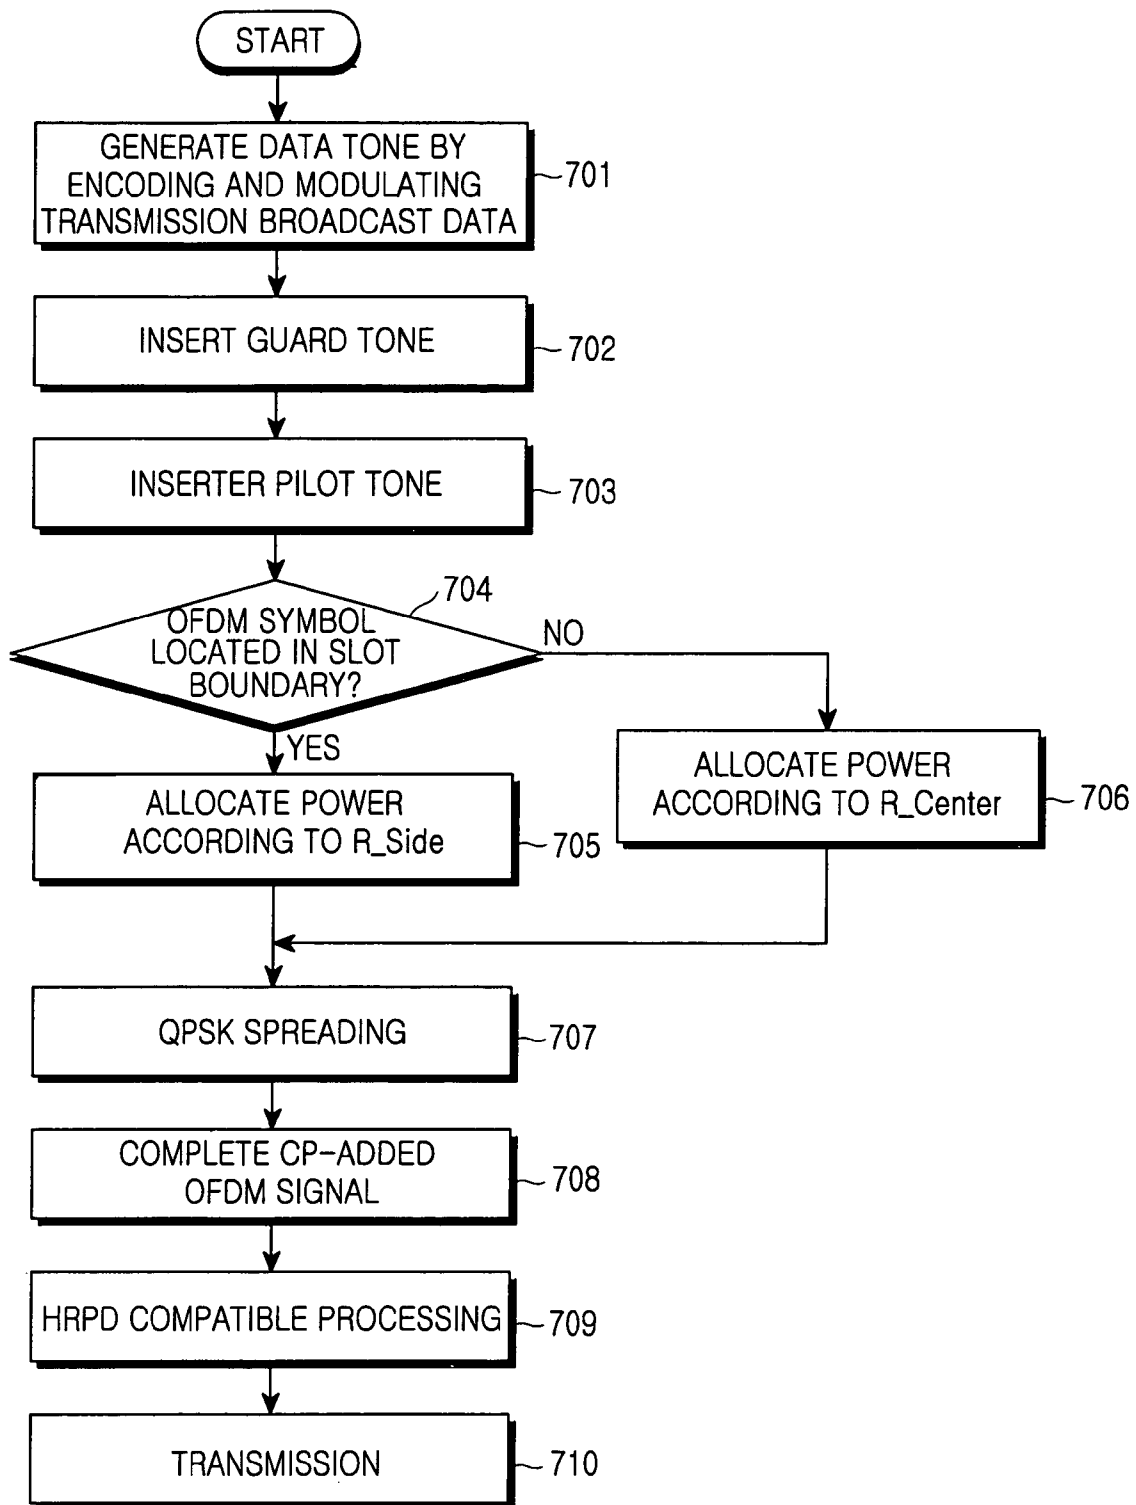 START
GENERATE DATA TONE BY
ENCODING AND MODULATING
TRANSMISSION BROADCAST DATA
701
INSERT GUARD TONE
702
INSERTER PILOT TONE
703
704
OFDM SYMBOL
LOCATED IN SLOT
BOUNDARY?
NO
YES
ALLOCATE POWER
ACCORDING TO R_Side
705
ALLOCATE POWER
ACCORDING TO R_Center
706
QPSK SPREADING
707
COMPLETE CP-ADDED
OFDM SIGNAL
708
HRPD COMPATIBLE PROCESSING
709
TRANSMISSION
710